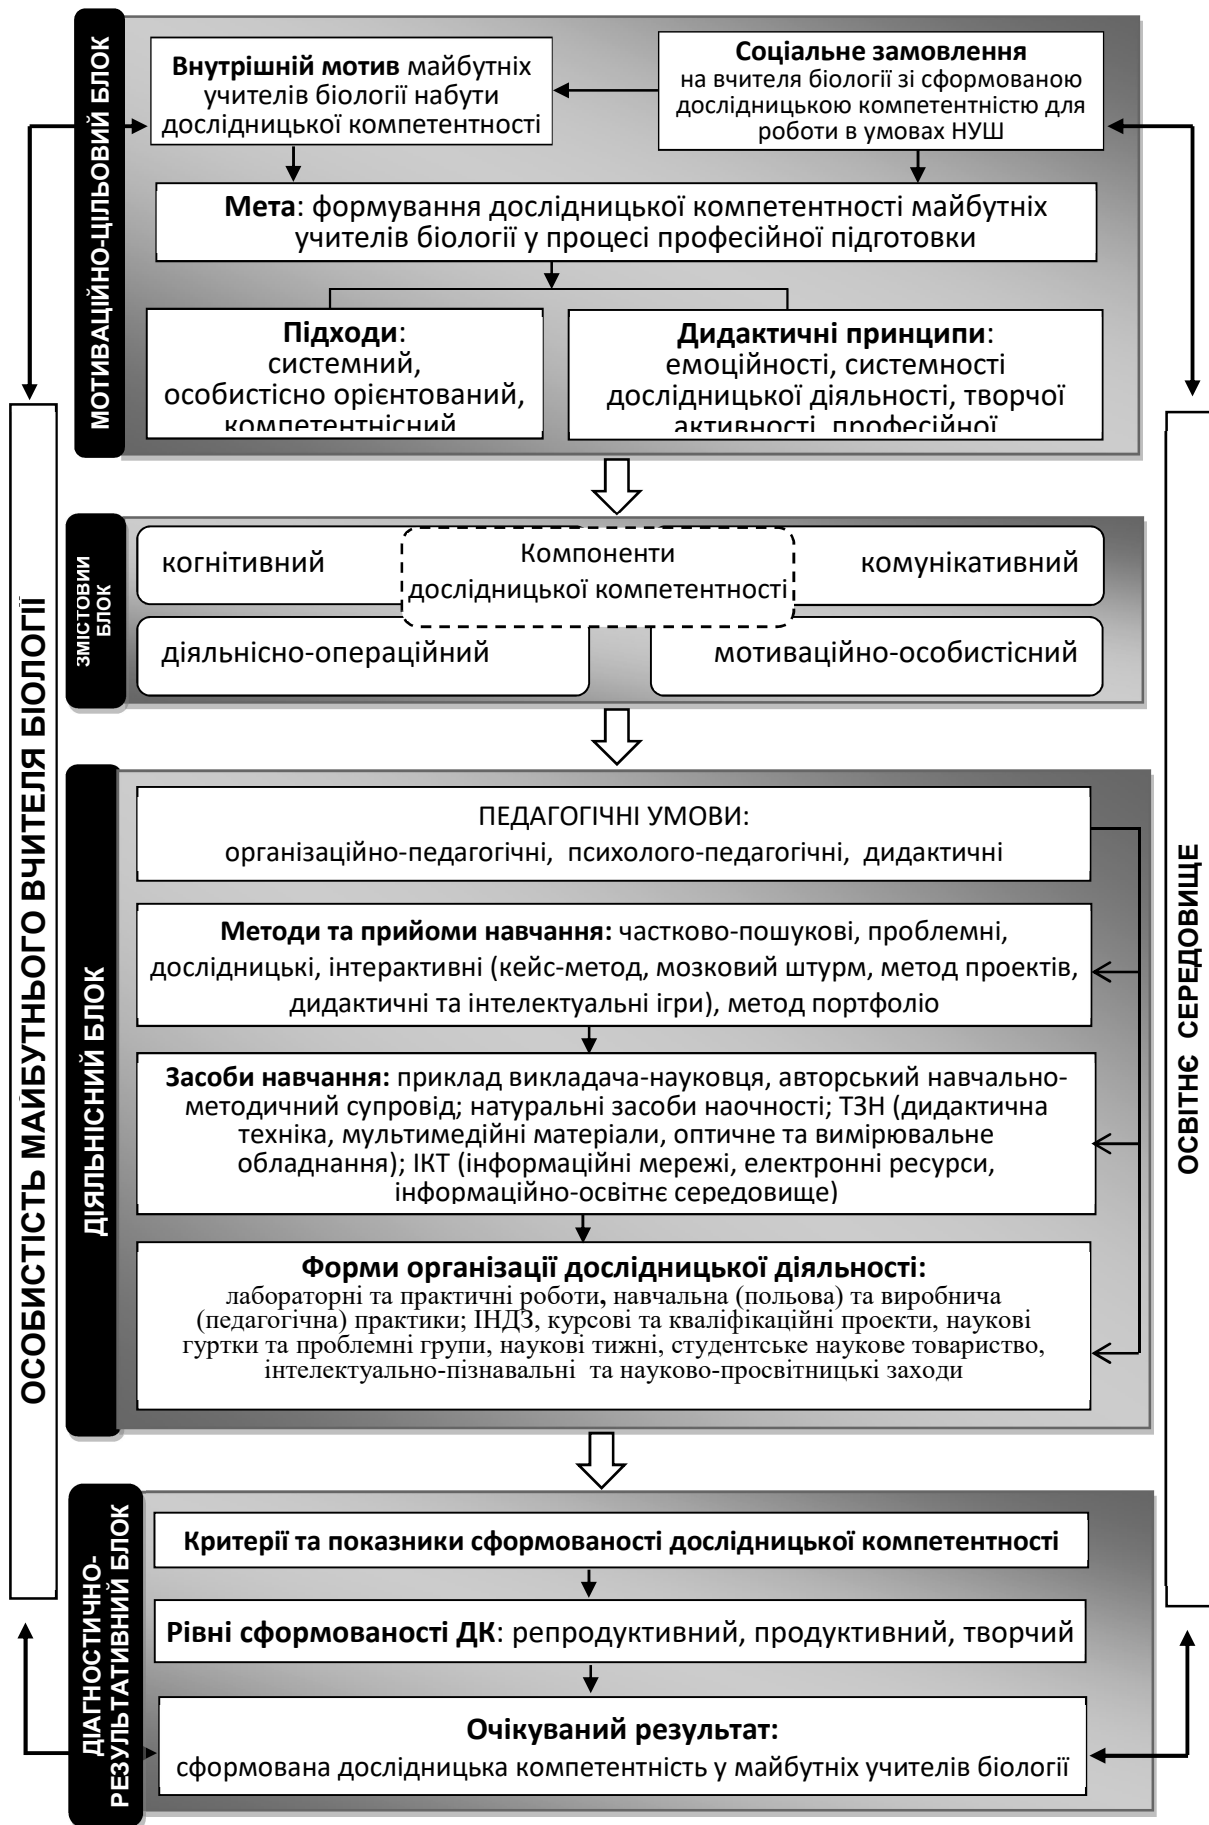 МОТИВАЦІЙНО-ЦІЛЬОВИЙ БЛОК
Внутрішній мотив майбутніх
учителів біології набути
дослідницької компетентності
Соціальне замовлення
на вчителя біології зі сформованою
дослідницькою компетентністю для
роботи в умовах НУШ
Мета: формування дослідницької компетентності майбутніх
учителів біології у процесі професійної підготовки
Підходи:
системний,
особистісно орієнтований,
компетентнісний
Дидактичні принципи:
емоційності, системності
дослідницької діяльності, творчої
активності, професійної
ЗМІСТОВИЙ
БЛОК
когнітивний
Компоненти
дослідницької компетентності
комунікативний
діяльнісно-операційний
мотиваційно-особистісний
ОСОБИСТІСТЬ МАЙБУТНЬОГО ВЧИТЕЛЯ БІОЛОГІЇ
ОСВІТНЄ СЕРЕДОВИЩЕ
ДІЯЛЬНІСНИЙ БЛОК
ПЕДАГОГІЧНІ УМОВИ:
організаційно-педагогічні, психолого-педагогічні, дидактичні
Методи та прийоми навчання: частково-пошукові, проблемні,
дослідницькі, інтерактивні (кейс-метод, мозковий штурм, метод проектів,
дидактичні та інтелектуальні ігри), метод портфоліо
Засоби навчання: приклад викладача-науковця, авторський навчально-
методичний супровід; натуральні засоби наочності; ТЗН (дидактична
техніка, мультимедійні матеріали, оптичне та вимірювальне
обладнання); ІКТ (інформаційні мережі, електронні ресурси,
інформаційно-освітнє середовище)
Форми організації дослідницької діяльності:
лабораторні та практичні роботи, навчальна (польова) та виробнича
(педагогічна) практики; ІНДЗ, курсові та кваліфікаційні проекти, наукові
гуртки та проблемні групи, наукові тижні, студентське наукове товариство,
інтелектуально-пізнавальні та науково-просвітницькі заходи
ДІАГНОСТИЧНО-
РЕЗУЛЬТАТИВНИЙ БЛОК
Критерії та показники сформованості дослідницької компетентності
Рівні сформованості ДК: репродуктивний, продуктивний, творчий
Очікуваний результат:
сформована дослідницька компетентність у майбутніх учителів біології